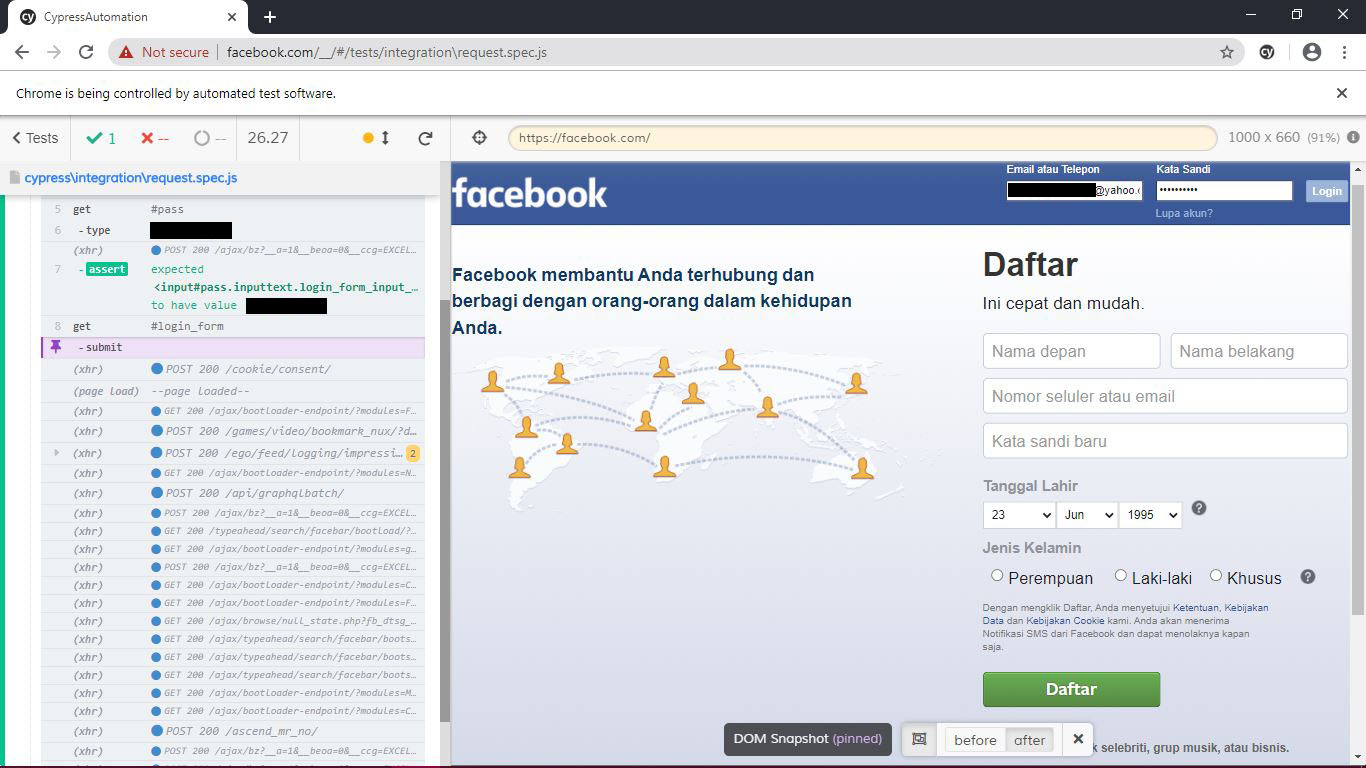 CypressAutomation
Not secure facebook.com/__/#/tests/integration\request.spec.js
Chrome is being controlled by automated test software.
Tests 1 -- -- 26.27 https://facebook.com/ 1000 x 660 (91%)
cypress\integration\request.spec.js
5 get #pass
6 -type
(xhr) POST 200 /ajax/bz?__a=1&__beoa=0&__ccg=EXCEL…
7 -assert expected
<input#pass.inputtext.login_form_input_…
to have value
8 get #login_form
-submit
(xhr) POST 200 /cookie/consent/
(page load) --page loaded--
(xhr) GET 200 /ajax/bootloader-endpoint/?modules=F…
(xhr) POST 200 /games/video/bookmark_nux/?d…
(xhr) POST 200 /ego/feed/logging/impressi… 2
(xhr) GET 200 /ajax/bootloader-endpoint/?modules=N…
(xhr) POST 200 /api/graphqlbatch/
(xhr) POST 200 /ajax/bz?__a=1&__beoa=0&__ccg=EXCEL…
(xhr) GET 200 /typeahead/search/facebar/bootload/?…
(xhr) GET 200 /ajax/bootloader-endpoint/?modules=g…
(xhr) POST 200 /ajax/bz?__a=1&__beoa=0&__ccg=EXCEL…
(xhr) GET 200 /ajax/bootloader-endpoint/?modules=C…
(xhr) GET 200 /ajax/bootloader-endpoint/?modules=F…
(xhr) GET 200 /ajax/browse/null_state.php?fb_dtsg_…
(xhr) GET 200 /ajax/typeahead/search/facebar/boots…
(xhr) GET 200 /ajax/typeahead/search/facebar/boots…
(xhr) GET 200 /ajax/typeahead/search/facebar/boots…
(xhr) GET 200 /ajax/bootloader-endpoint/?modules=M…
(xhr) GET 200 /ajax/bootloader-endpoint/?modules=C…
(xhr) POST 200 /ascend_mr_no/
(xhr) POST 200 /ajax/bz?__a=1&__beoa=0&__ccg=EXCEL…
facebook
Email atau Telepon
@yahoo.c
Kata Sandi
••••••••••
Login
Lupa akun?
Facebook membantu Anda terhubung dan
berbagi dengan orang-orang dalam kehidupan
Anda.
Daftar
Ini cepat dan mudah.
Nama depan Nama belakang
Nomor seluler atau email
Kata sandi baru
Tanggal Lahir
23 Jun 1995
Jenis Kelamin
Perempuan Laki-laki Khusus
Dengan mengklik Daftar, Anda menyetujui Ketentuan, Kebijakan
Data dan Kebijakan Cookie kami. Anda akan menerima
Notifikasi SMS dari Facebook dan dapat menolaknya kapan
saja.
Daftar
DOM Snapshot (pinned) before after
k selebriti, grup musik, atau bisnis.